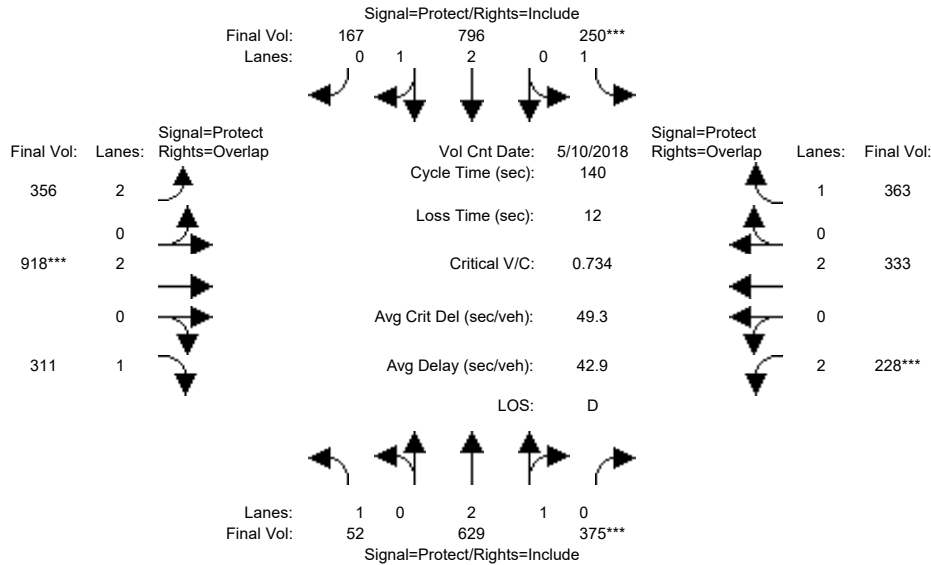 Signal=Protect/Rights=Include
Final Vol: 167 796 250***
Lanes: 0 1 2 0 1
Signal=Protect Signal=Protect
Final Vol: Lanes: Rights=Overlap Vol Cnt Date: 5/10/2018 Rights=Overlap Lanes: Final Vol:
Cycle Time (sec): 140
356 2 1 363
Loss Time (sec): 12
0 0
918*** 2 Critical V/C: 0.734 2 333
0 Avg Crit Del (sec/veh): 49.3 0
311 1 Avg Delay (sec/veh): 42.9 2 228***
LOS: D
Lanes: 1 0 2 1 0
Final Vol: 52 629 375***
Signal=Protect/Rights=Include